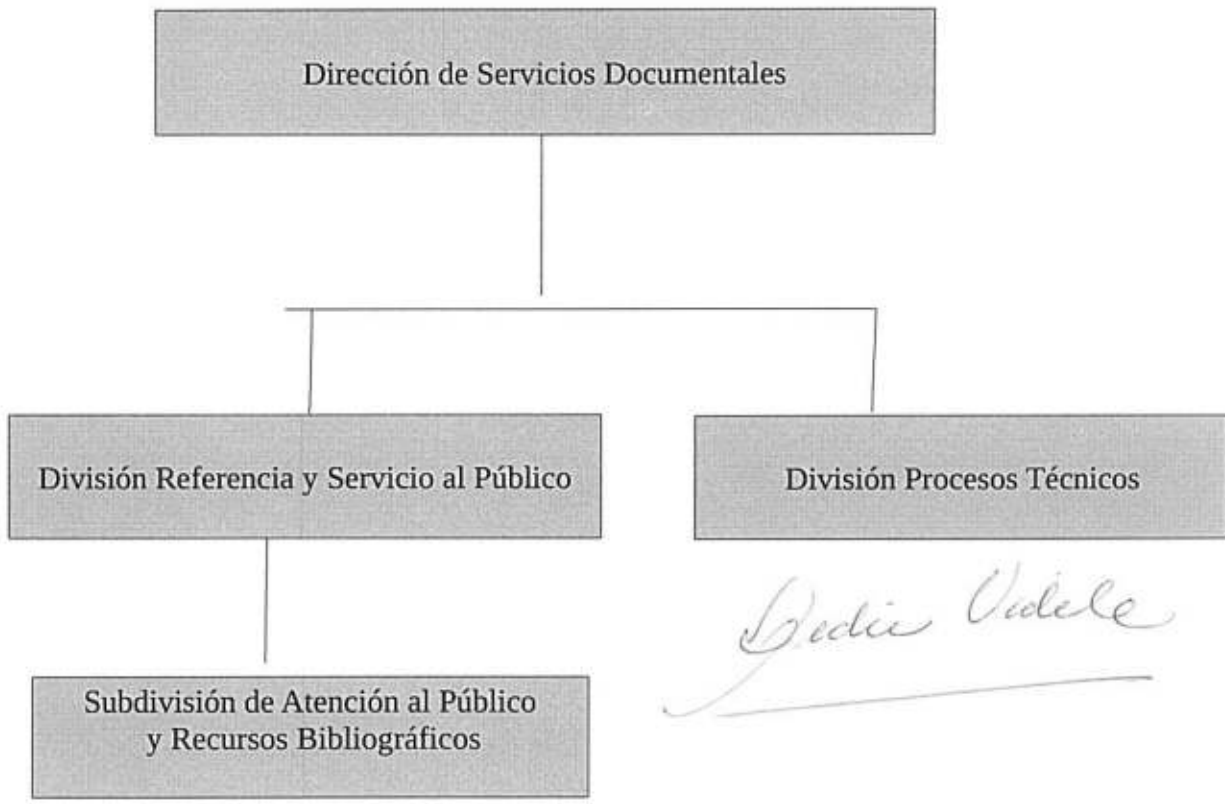 Dirección de Servicios Documentales
División Referencia y Servicio al Público
División Procesos Técnicos
Subdivisión de Atención al Público
y Recursos Bibliográficos